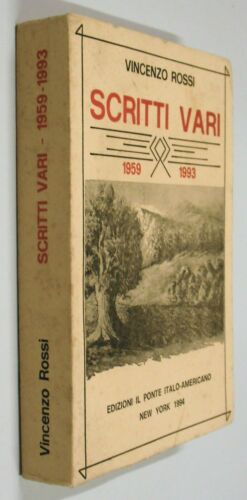 VINCENZO ROSSI
SCRITTI VARI
1959 1993
EDIZIONI IL PONTE ITALO-AMERICANO
NEW YORK 1994
Vincenzo Rossi SCRITTI VARI - 1959-1993